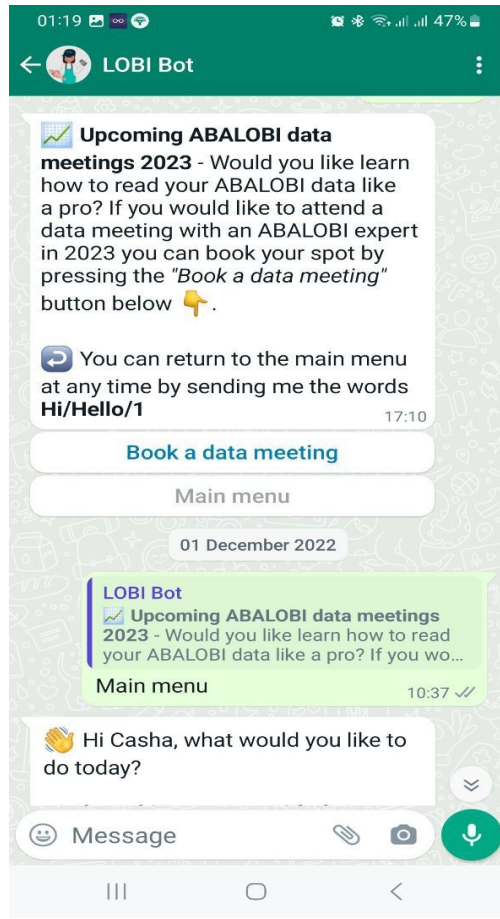 01:19 47%
LOBI Bot
Upcoming ABALOBI data
meetings 2023 - Would you like learn
how to read your ABALOBI data like
a pro? If you would like to attend a
data meeting with an ABALOBI expert
in 2023 you can book your spot by
pressing the "Book a data meeting"
button below 👇.
You can return to the main menu
at any time by sending me the words
Hi/Hello/1
17:10
Book a data meeting
Main menu
01 December 2022
LOBI Bot
Upcoming ABALOBI data meetings
2023 - Would you like learn how to read
your ABALOBI data like a pro? If you wo...
Main menu
10:37
Hi Casha, what would you like to
do today?
Message